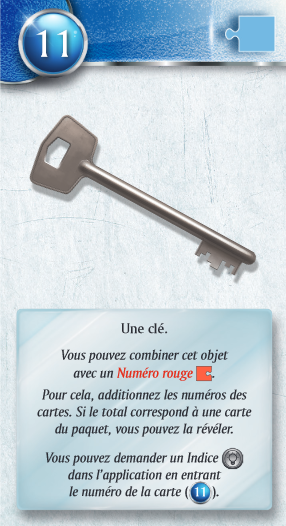 11
Une clé.
Vous pouvez combiner cet objet
avec un Numéro rouge.
Pour cela, additionnez les numéros des
cartes. Si le total correspond à une carte
du paquet, vous pouvez la révéler.
Vous pouvez demander un Indice
dans l'application en entrant
le numéro de la carte (11).